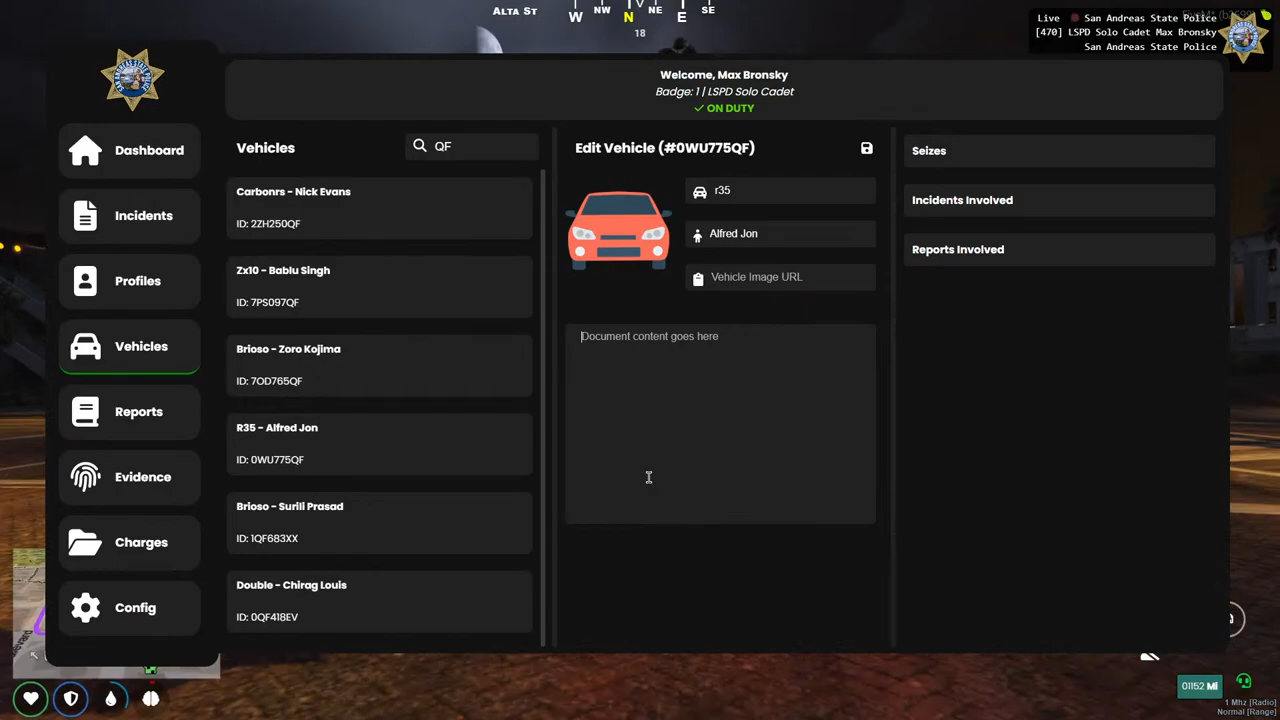 ALTA ST
W NW N NE E SE
18
Live San Andreas State Police
[470] LSPD Solo Cadet Max Bronsky
San Andreas State Police
Welcome, Max Bronsky
Badge: 1 | LSPD Solo Cadet
ON DUTY
Dashboard
Incidents
Profiles
Vehicles
Reports
Evidence
Charges
Config
Vehicles
QF
Carbonrs - Nick Evans
ID: 2ZH250QF
Zx10 - Bablu Singh
ID: 7PS097QF
Brioso - Zoro Kojima
ID: 7OD765QF
R35 - Alfred Jon
ID: 0WU775QF
Brioso - Surili Prasad
ID: 1QF683XX
Double - Chirag Louis
ID: 0QF418EV
Edit Vehicle (#0WU775QF)
r35
Alfred Jon
Vehicle Image URL
Document content goes here
Seizes
Incidents Involved
Reports Involved
01152 Mi
1 Mhz [Radio]
Normal [Range]